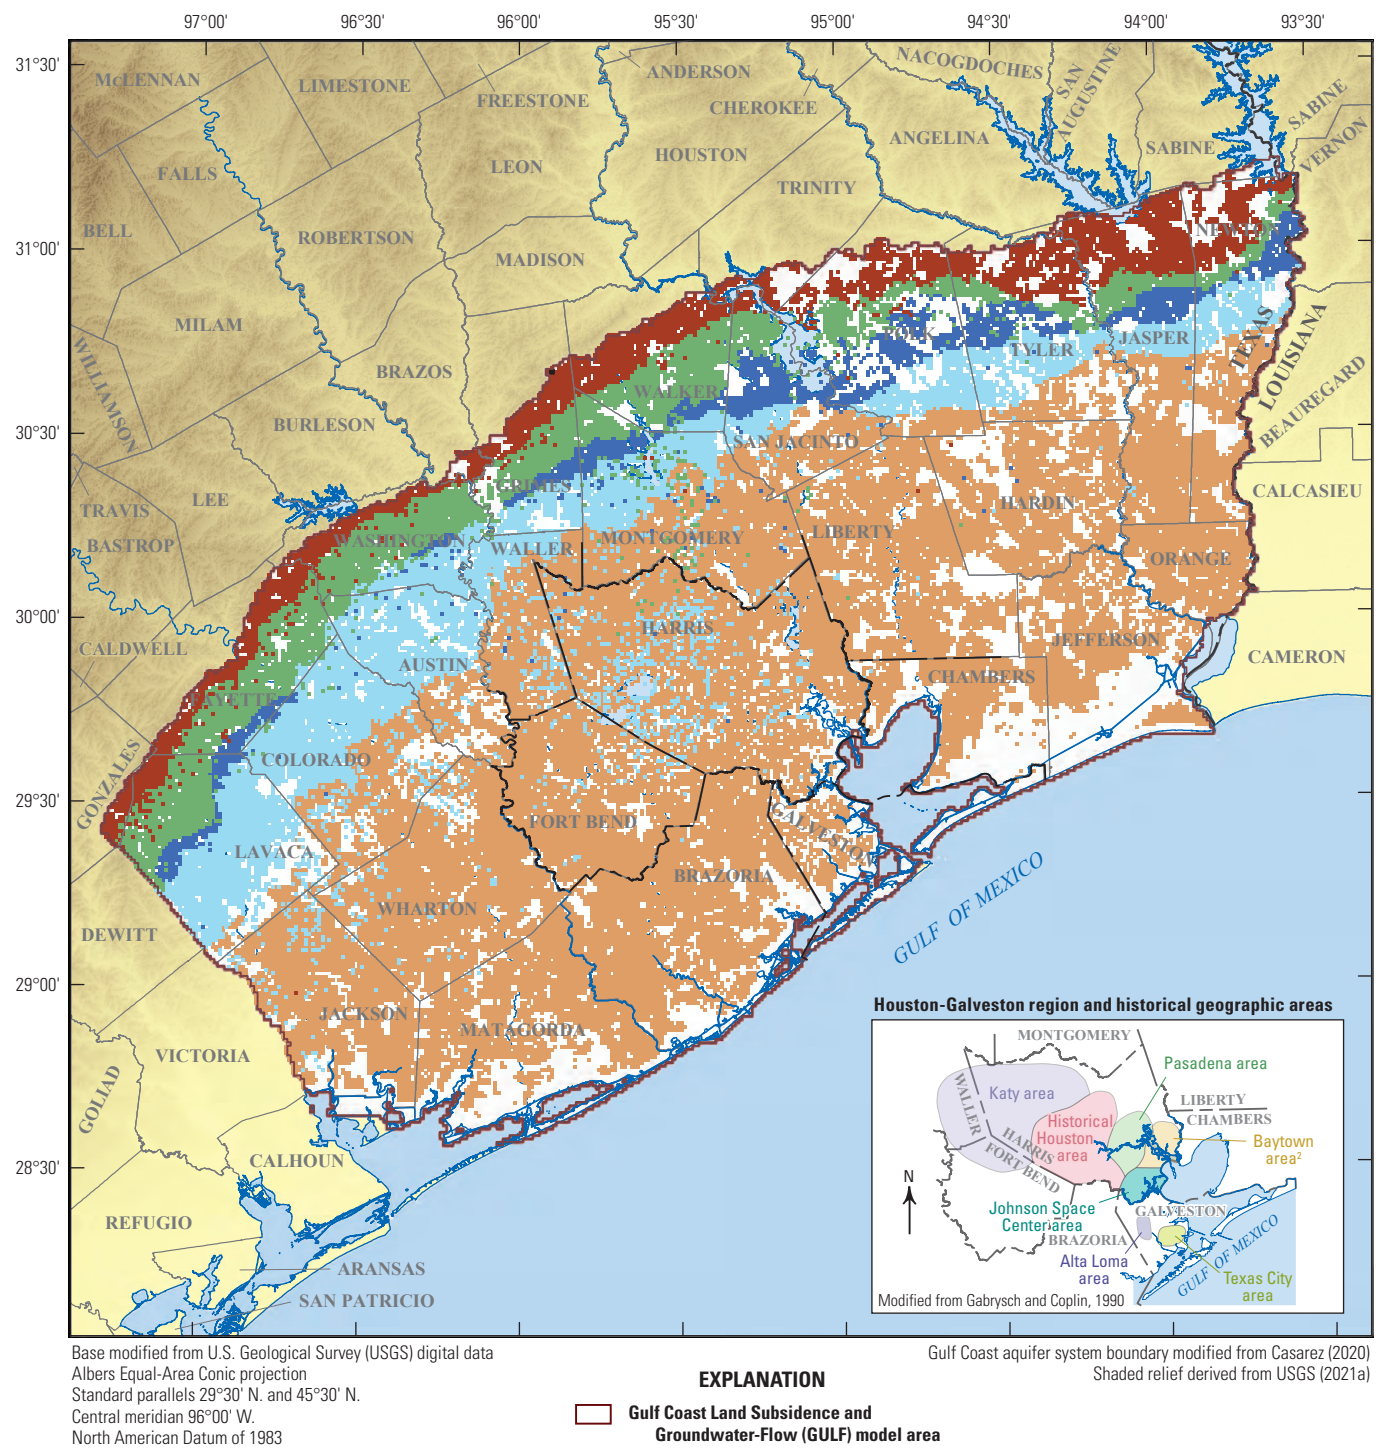 97°00' 96°30' 96°00' 95°30' 95°00' 94°30' 94°00' 93°30'
31°30'
31°00'
30°30'
30°00'
29°30'
29°00'
28°30'
McLENNAN
LIMESTONE
FREESTONE
ANDERSON
CHEROKEE
NACOGDOCHES
SAN
AUGUSTINE
SABINE
SABINE
VERNON
FALLS
LEON
HOUSTON
ANGELINA
TRINITY
BELL
ROBERTSON
MADISON
NEWTON
MILAM
WILLIAMSON
BRAZOS
WALKER
POLK
TYLER
JASPER
TEXAS
LOUISIANA
BEAUREGARD
BURLESON
SAN JACINTO
GRIMES
LEE
TRAVIS
BASTROP
WASHINGTON
WALLER
MONTGOMERY
LIBERTY
HARDIN
CALCASIEU
ORANGE
CALDWELL
HARRIS
JEFFERSON
CAMERON
AUSTIN
CHAMBERS
FAYETTE
GONZALES
COLORADO
LAVACA
FORT BEND
GALVESTON
BRAZORIA
WHARTON
DEWITT
GULF OF MEXICO
JACKSON
MATAGORDA
VICTORIA
GOLIAD
CALHOUN
REFUGIO
ARANSAS
SAN PATRICIO
Houston-Galveston region and historical geographic areas
MONTGOMERY
Pasadena area
Katy area
WALLER
LIBERTY
CHAMBERS
Historical
Houston
area
HARRIS
FORT BEND
Baytown
area²
N
Johnson Space
Center area
GALVESTON
BRAZORIA
Alta Loma
area
GULF OF MEXICO
Texas City
area
Modified from Gabrysch and Coplin, 1990
Base modified from U.S. Geological Survey (USGS) digital data
Albers Equal-Area Conic projection
Standard parallels 29°30' N. and 45°30' N.
Central meridian 96°00' W.
North American Datum of 1983
Gulf Coast aquifer system boundary modified from Casarez (2020)
Shaded relief derived from USGS (2021a)
EXPLANATION
Gulf Coast Land Subsidence and
Groundwater-Flow (GULF) model area